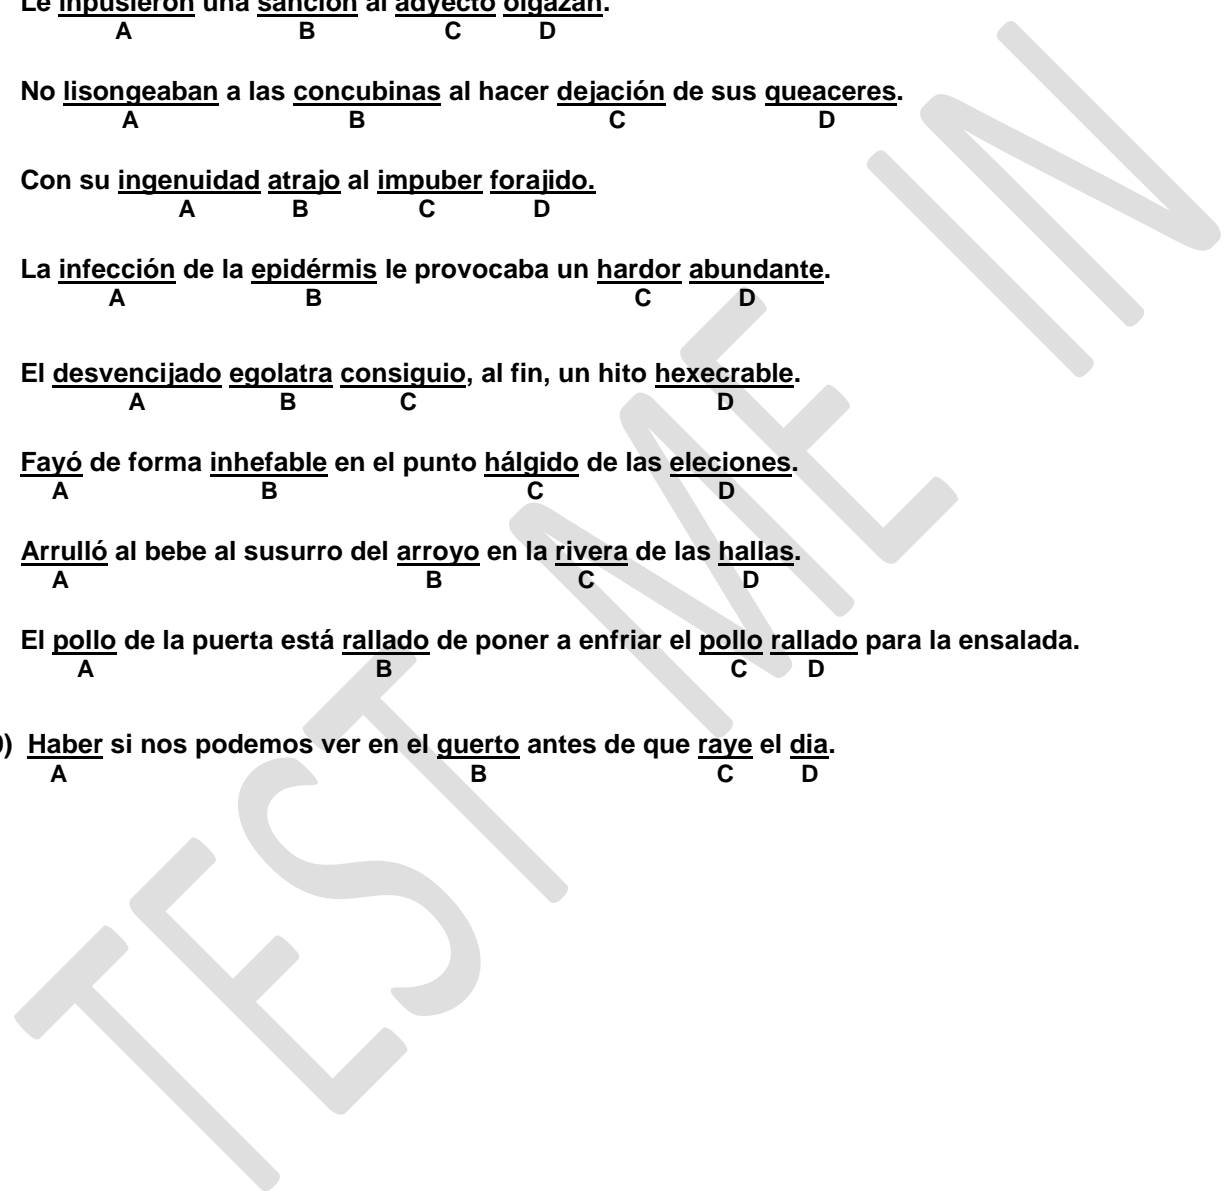 Le inpusieron una sanción al adyecto olgazán.
A B C D
No lisongeaban a las concubinas al hacer dejación de sus queaceres.
A B C D
Con su ingenuidad atrajo al impuber forajido.
A B C D
La infección de la epidérmis le provocaba un hardor abundante.
A B C D
El desvencijado egolatra consiguio, al fin, un hito hexecrable.
A B C D
Fayó de forma inhefable en el punto hálgido de las eleciones.
A B C D
Arrulló al bebe al susurro del arroyo en la rivera de las hallas.
A B C D
El pollo de la puerta está rallado de poner a enfriar el pollo rallado para la ensalada.
A B C D
) Haber si nos podemos ver en el guerto antes de que raye el dia.
A B C D
TEST ME IN